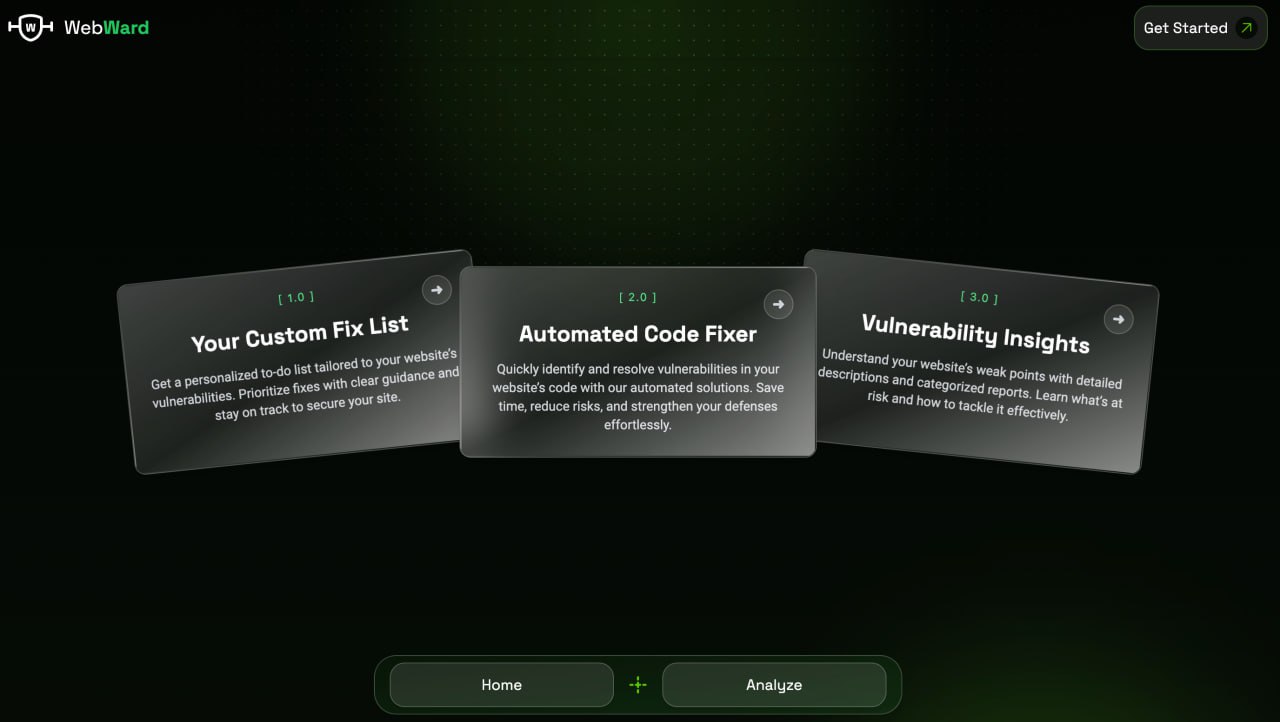 W
WebWard
Get Started
[ 1.0 ]
Your Custom Fix List
Get a personalized to-do list tailored to your website's
vulnerabilities. Prioritize fixes with clear guidance and
stay on track to secure your site.
[ 2.0 ]
Automated Code Fixer
Quickly identify and resolve vulnerabilities in your
website's code with our automated solutions. Save
time, reduce risks, and strengthen your defenses
effortlessly.
[ 3.0 ]
Vulnerability Insights
Understand your website's weak points with detailed
descriptions and categorized reports. Learn what's at
risk and how to tackle it effectively.
Home
Analyze